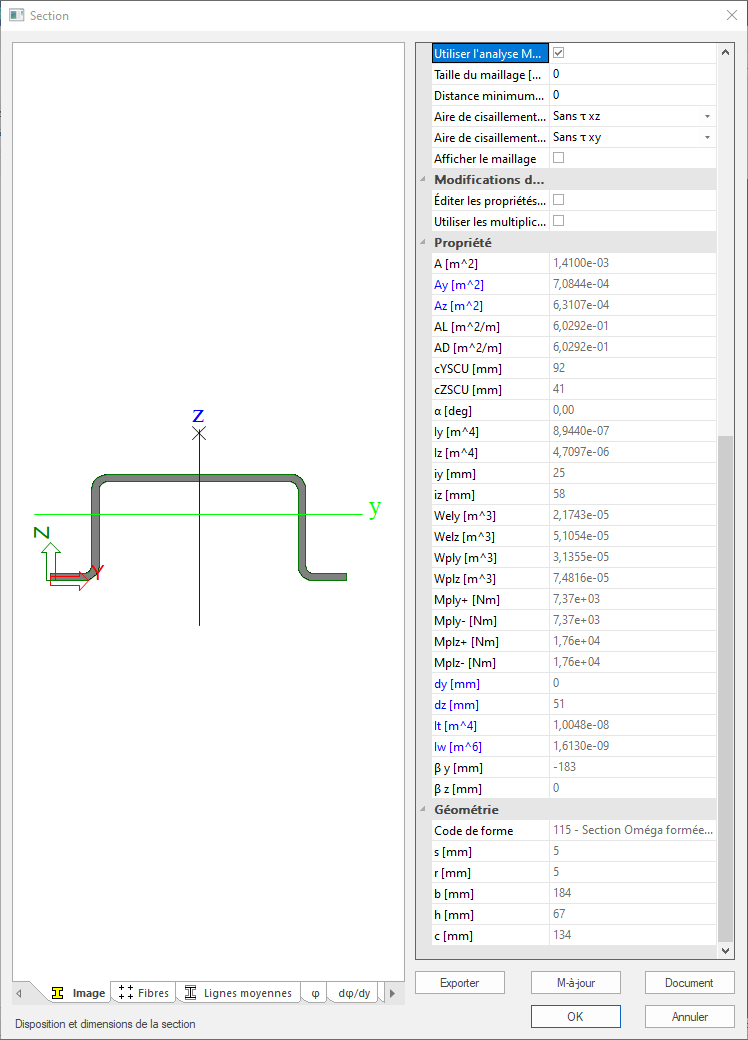 Section
z
y
Z
Y
Utiliser l'analyse M...
Taille du maillage [... 0
Distance minimum... 0
Aire de cisaillement... Sans τ xz
Aire de cisaillement... Sans τ xy
Afficher le maillage
Modifications d...
Éditer les propriétés...
Utiliser les multiplic...
Propriété
A [m^2] 1,4100e-03
Ay [m^2] 7,0844e-04
Az [m^2] 6,3107e-04
AL [m^2/m] 6,0292e-01
AD [m^2/m] 6,0292e-01
cYSCU [mm] 92
cZSCU [mm] 41
α [deg] 0,00
Iy [m^4] 8,9440e-07
Iz [m^4] 4,7097e-06
iy [mm] 25
iz [mm] 58
Wely [m^3] 2,1743e-05
Welz [m^3] 5,1054e-05
Wply [m^3] 3,1355e-05
Wplz [m^3] 7,4816e-05
Mply+ [Nm] 7,37e+03
Mply- [Nm] 7,37e+03
Mplz+ [Nm] 1,76e+04
Mplz- [Nm] 1,76e+04
dy [mm] 0
dz [mm] 51
It [m^4] 1,0048e-08
Iw [m^6] 1,6130e-09
β y [mm] -183
β z [mm] 0
Géométrie
Code de forme 115 - Section Oméga formée...
s [mm] 5
r [mm] 5
b [mm] 184
h [mm] 67
c [mm] 134
Image Fibres Lignes moyennes φ dφ/dy
Exporter M-à-jour Document
Disposition et dimensions de la section
OK Annuler